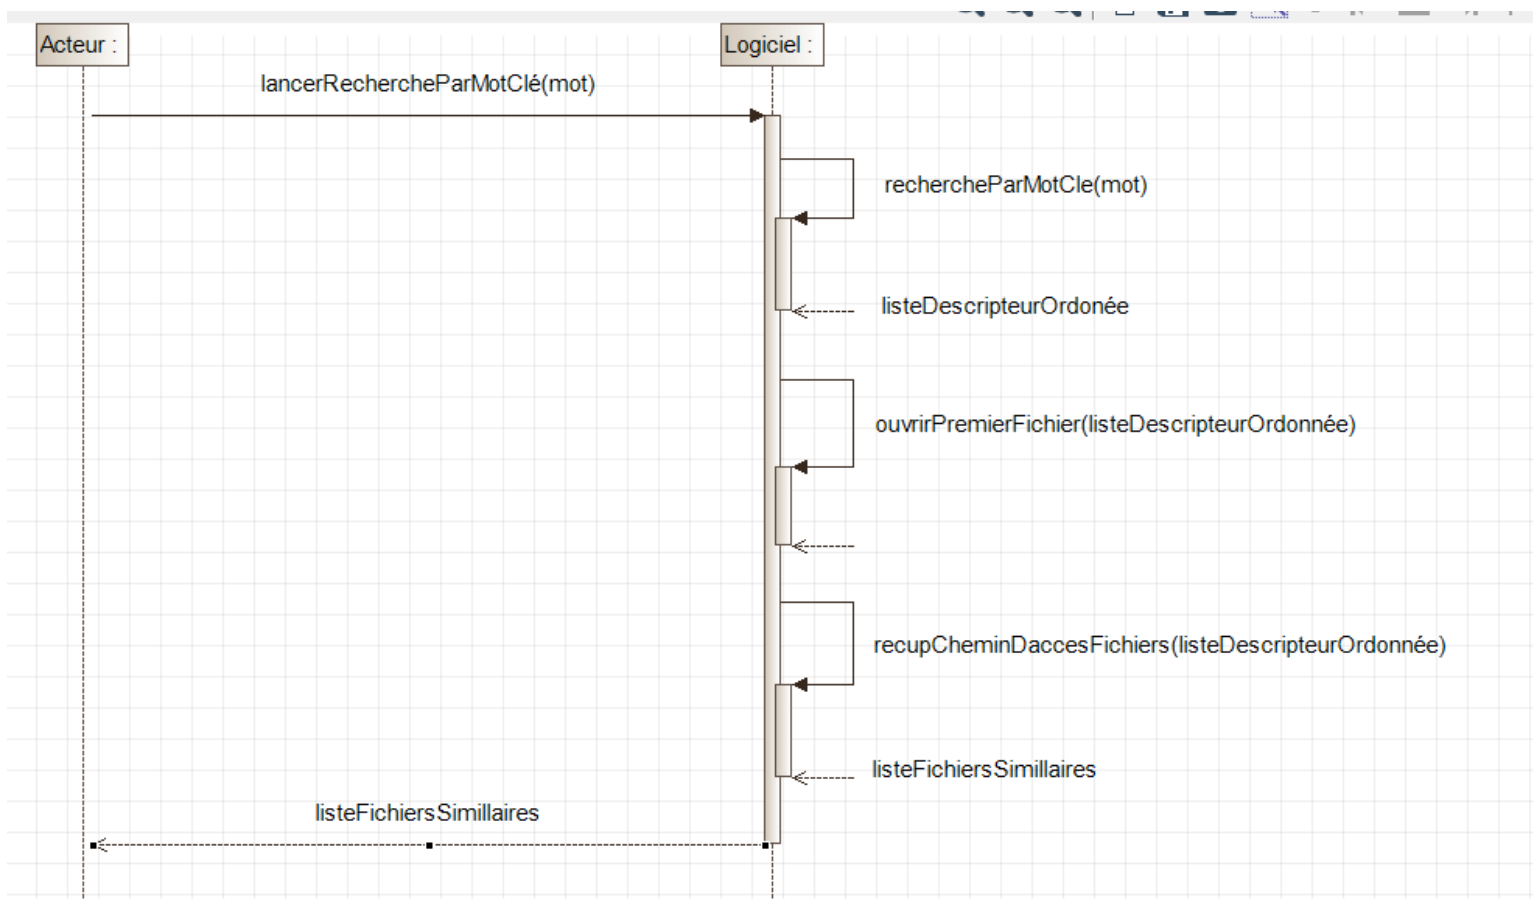 Acteur :
Logiciel :
lancerRechercheParMotClé(mot)
rechercheParMotCle(mot)
listeDescripteurOrdonée
ouvrirPremierFichier(listeDescripteurOrdonnée)
recupCheminDaccesFichiers(listeDescripteurOrdonnée)
listeFichiersSimillaires
listeFichiersSimillaires